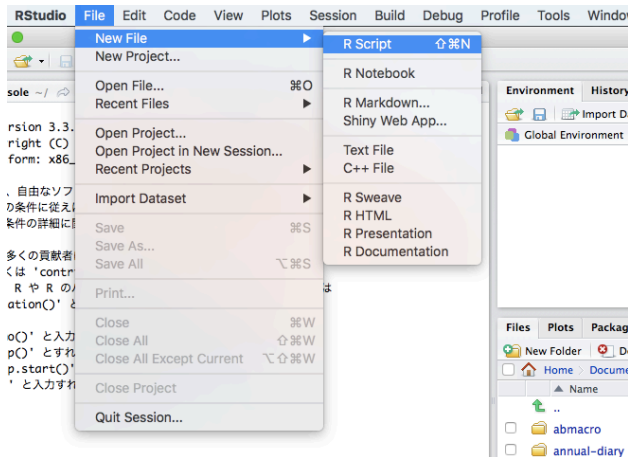 RStudio File Edit Code View Plots Session Build Debug Profile Tools Window
New File
New Project...
Open File... ⌘O
Recent Files
Open Project...
Open Project in New Session...
Recent Projects
Import Dataset
Save ⌘S
Save As...
Save All ⌥⌘S
Print...
Close ⌘W
Close All ⇧⌘W
Close All Except Current ⌥⇧⌘W
Close Project
Quit Session...
R Script ⇧⌘N
R Notebook
R Markdown...
Shiny Web App...
Text File
C++ File
R Sweave
R HTML
R Presentation
R Documentation
sole ~/
rsion 3.3.
right (C)
form: x86_
、自由なソフ
の条件に従え
条件の詳細に
多くの貢献者
くは 'contr
R や R の
は
ation()' と
o()' と入力
p()' とすれ
p.start()'
' と入力すれ
Environment History
Import D
Global Environment
Files Plots Packag
New Folder D
Home Docume
Name
..
abmacro
annual-diary